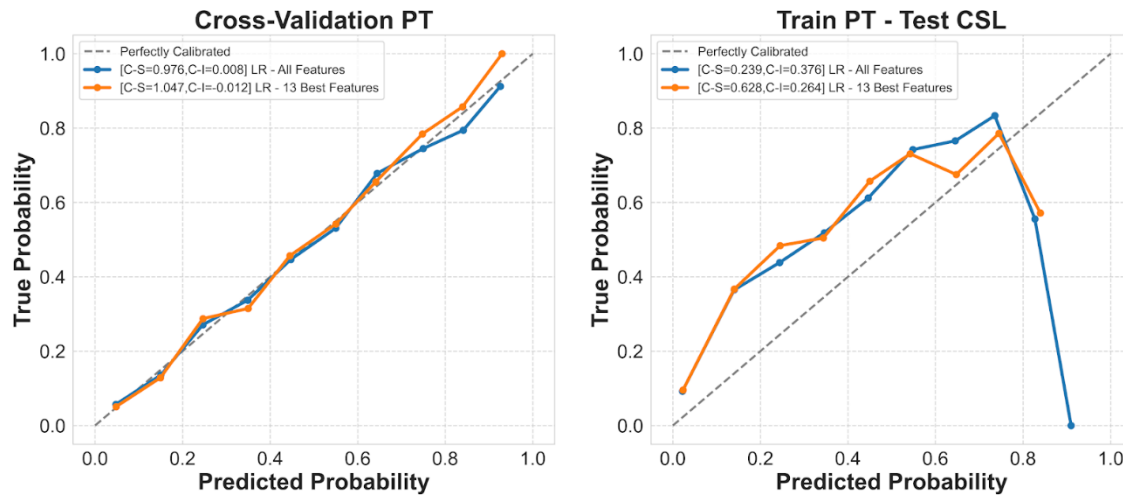 Cross-Validation PT
Perfectly Calibrated
[C-S=0.976,C-I=0.008] LR - All Features
[C-S=1.047,C-I=-0.012] LR - 13 Best Features
True Probability
1.0
0.8
0.6
0.4
0.2
0.0
0.0 0.2 0.4 0.6 0.8 1.0
Predicted Probability
Train PT - Test CSL
Perfectly Calibrated
[C-S=0.239,C-I=0.376] LR - All Features
[C-S=0.628,C-I=0.264] LR - 13 Best Features
True Probability
1.0
0.8
0.6
0.4
0.2
0.0
0.0 0.2 0.4 0.6 0.8 1.0
Predicted Probability